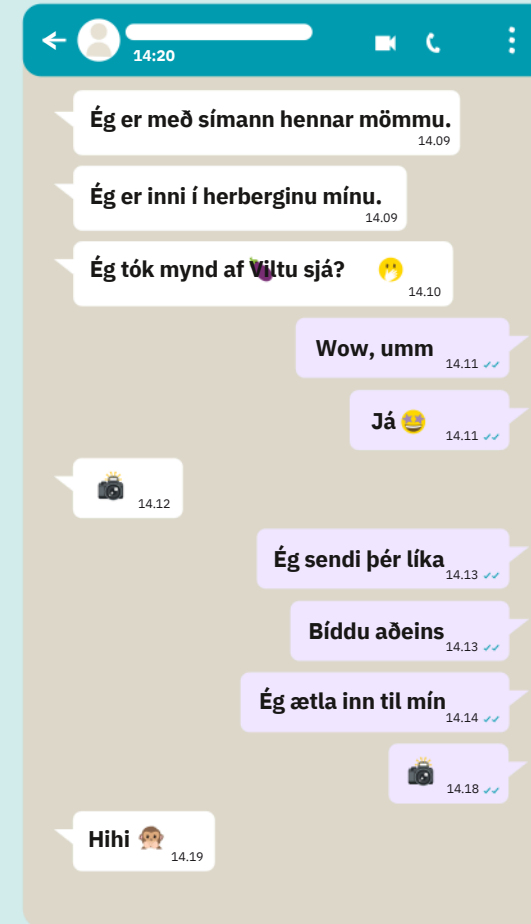 14:20
Ég er með símann hennar mömmu.
14.09
Ég er inni í herberginu mínu.
14.09
Ég tók mynd af 🍆 Viltu sjá? 🤭
14.10
Wow, umm
14.11
Já 🤩
14.11
📸
14.12
Ég sendi þér líka
14.13
Bíddu aðeins
14.13
Ég ætla inn til mín
14.14
📸
14.18
Hihi 🙊
14.19